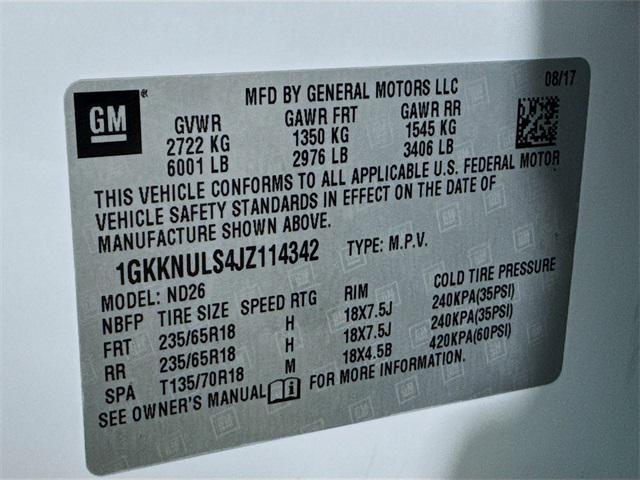 MFD BY GENERAL MOTORS LLC 08/17
GM
GVWR GAWR FRT GAWR RR
2722 KG 1350 KG 1545 KG
6001 LB 2976 LB 3406 LB
THIS VEHICLE CONFORMS TO ALL APPLICABLE U.S. FEDERAL MOTOR
VEHICLE SAFETY STANDARDS IN EFFECT ON THE DATE OF
MANUFACTURE SHOWN ABOVE.
1GKKNULS4JZ114342 TYPE: M.P.V.
MODEL: ND26
NBFP TIRE SIZE SPEED RTG RIM COLD TIRE PRESSURE
FRT 235/65R18 H 18X7.5J 240KPA(35PSI)
RR 235/65R18 H 18X7.5J 240KPA(35PSI)
SPA T135/70R18 M 18X4.5B 420KPA(60PSI)
SEE OWNER'S MANUAL FOR MORE INFORMATION.